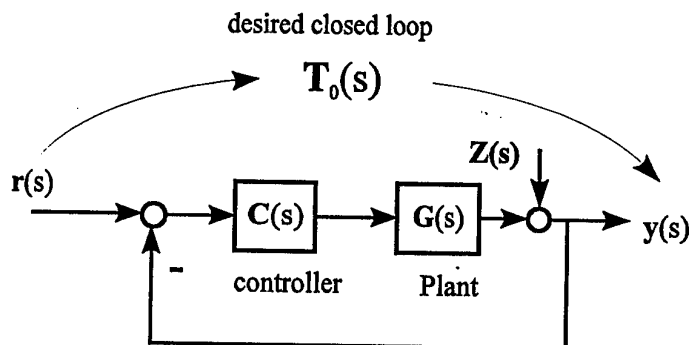 desired closed loop
T₀(s)
Z(s)
r(s)
C(s)
G(s)
y(s)
-
controller
Plant